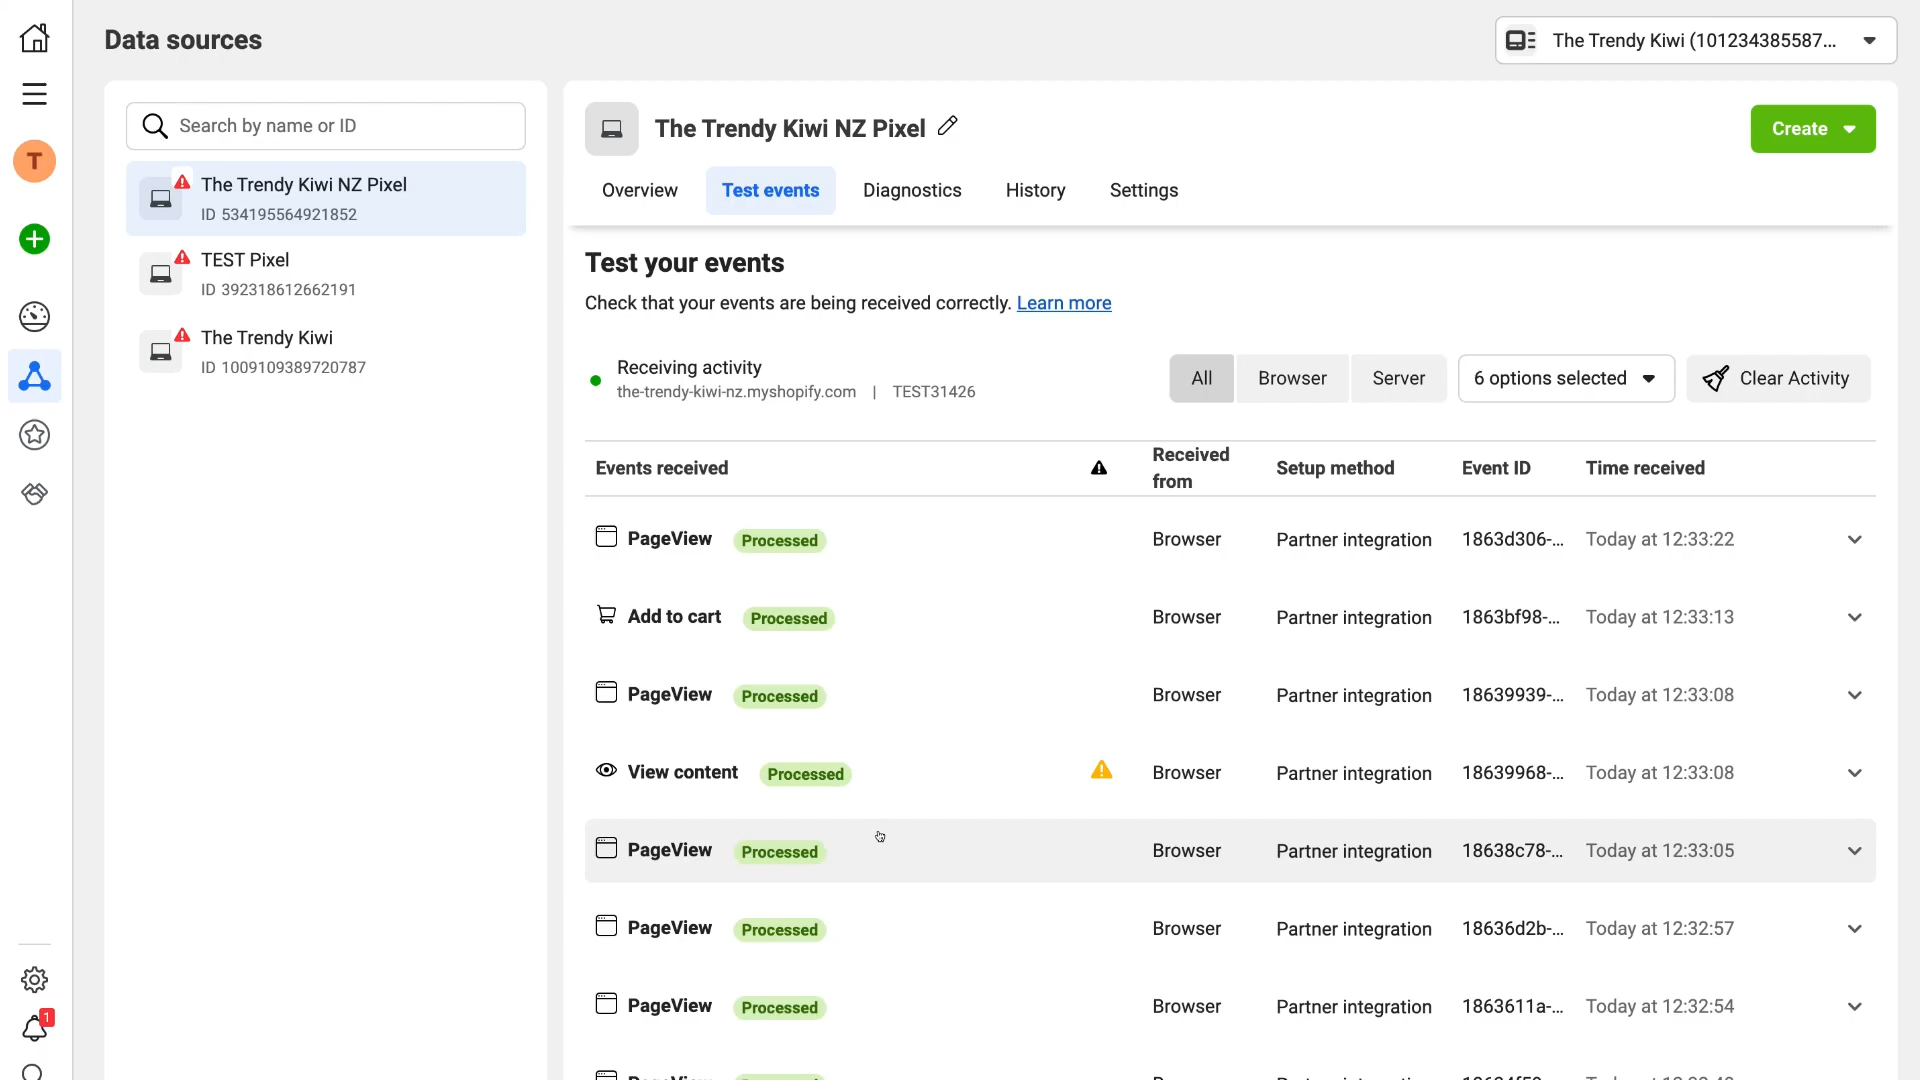 Data sources
The Trendy Kiwi (101234385587...
T
Search by name or ID
The Trendy Kiwi NZ Pixel
ID 534195564921852
TEST Pixel
ID 392318612662191
The Trendy Kiwi
ID 1009109389720787
1
The Trendy Kiwi NZ Pixel
Create
Overview Test events Diagnostics History Settings
Test your events
Check that your events are being received correctly. Learn more
Receiving activity
the-trendy-kiwi-nz.myshopify.com | TEST31426
All Browser Server 6 options selected Clear Activity
Events received Received from Setup method Event ID Time received
PageView Processed Browser Partner integration 1863d306-... Today at 12:33:22
Add to cart Processed Browser Partner integration 1863bf98-... Today at 12:33:13
PageView Processed Browser Partner integration 18639939-... Today at 12:33:08
View content Processed Browser Partner integration 18639968-... Today at 12:33:08
PageView Processed Browser Partner integration 18638c78-... Today at 12:33:05
PageView Processed Browser Partner integration 18636d2b-... Today at 12:32:57
PageView Processed Browser Partner integration 1863611a-... Today at 12:32:54